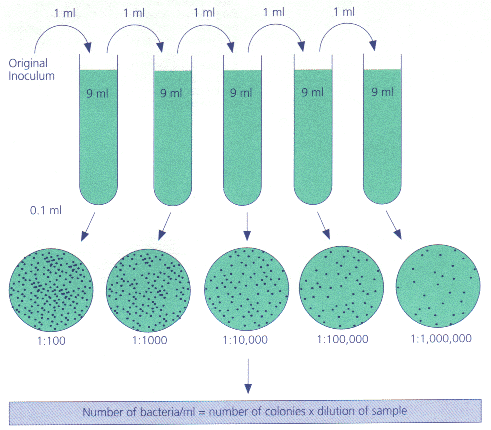 1 ml
1 ml
1 ml
1 ml
1 ml
Original
Inoculum
9 ml
9 ml
9 ml
9 ml
9 ml
0.1 ml
1:100
1:1000
1:10,000
1:100,000
1:1,000,000
Number of bacteria/ml = number of colonies x dilution of sample